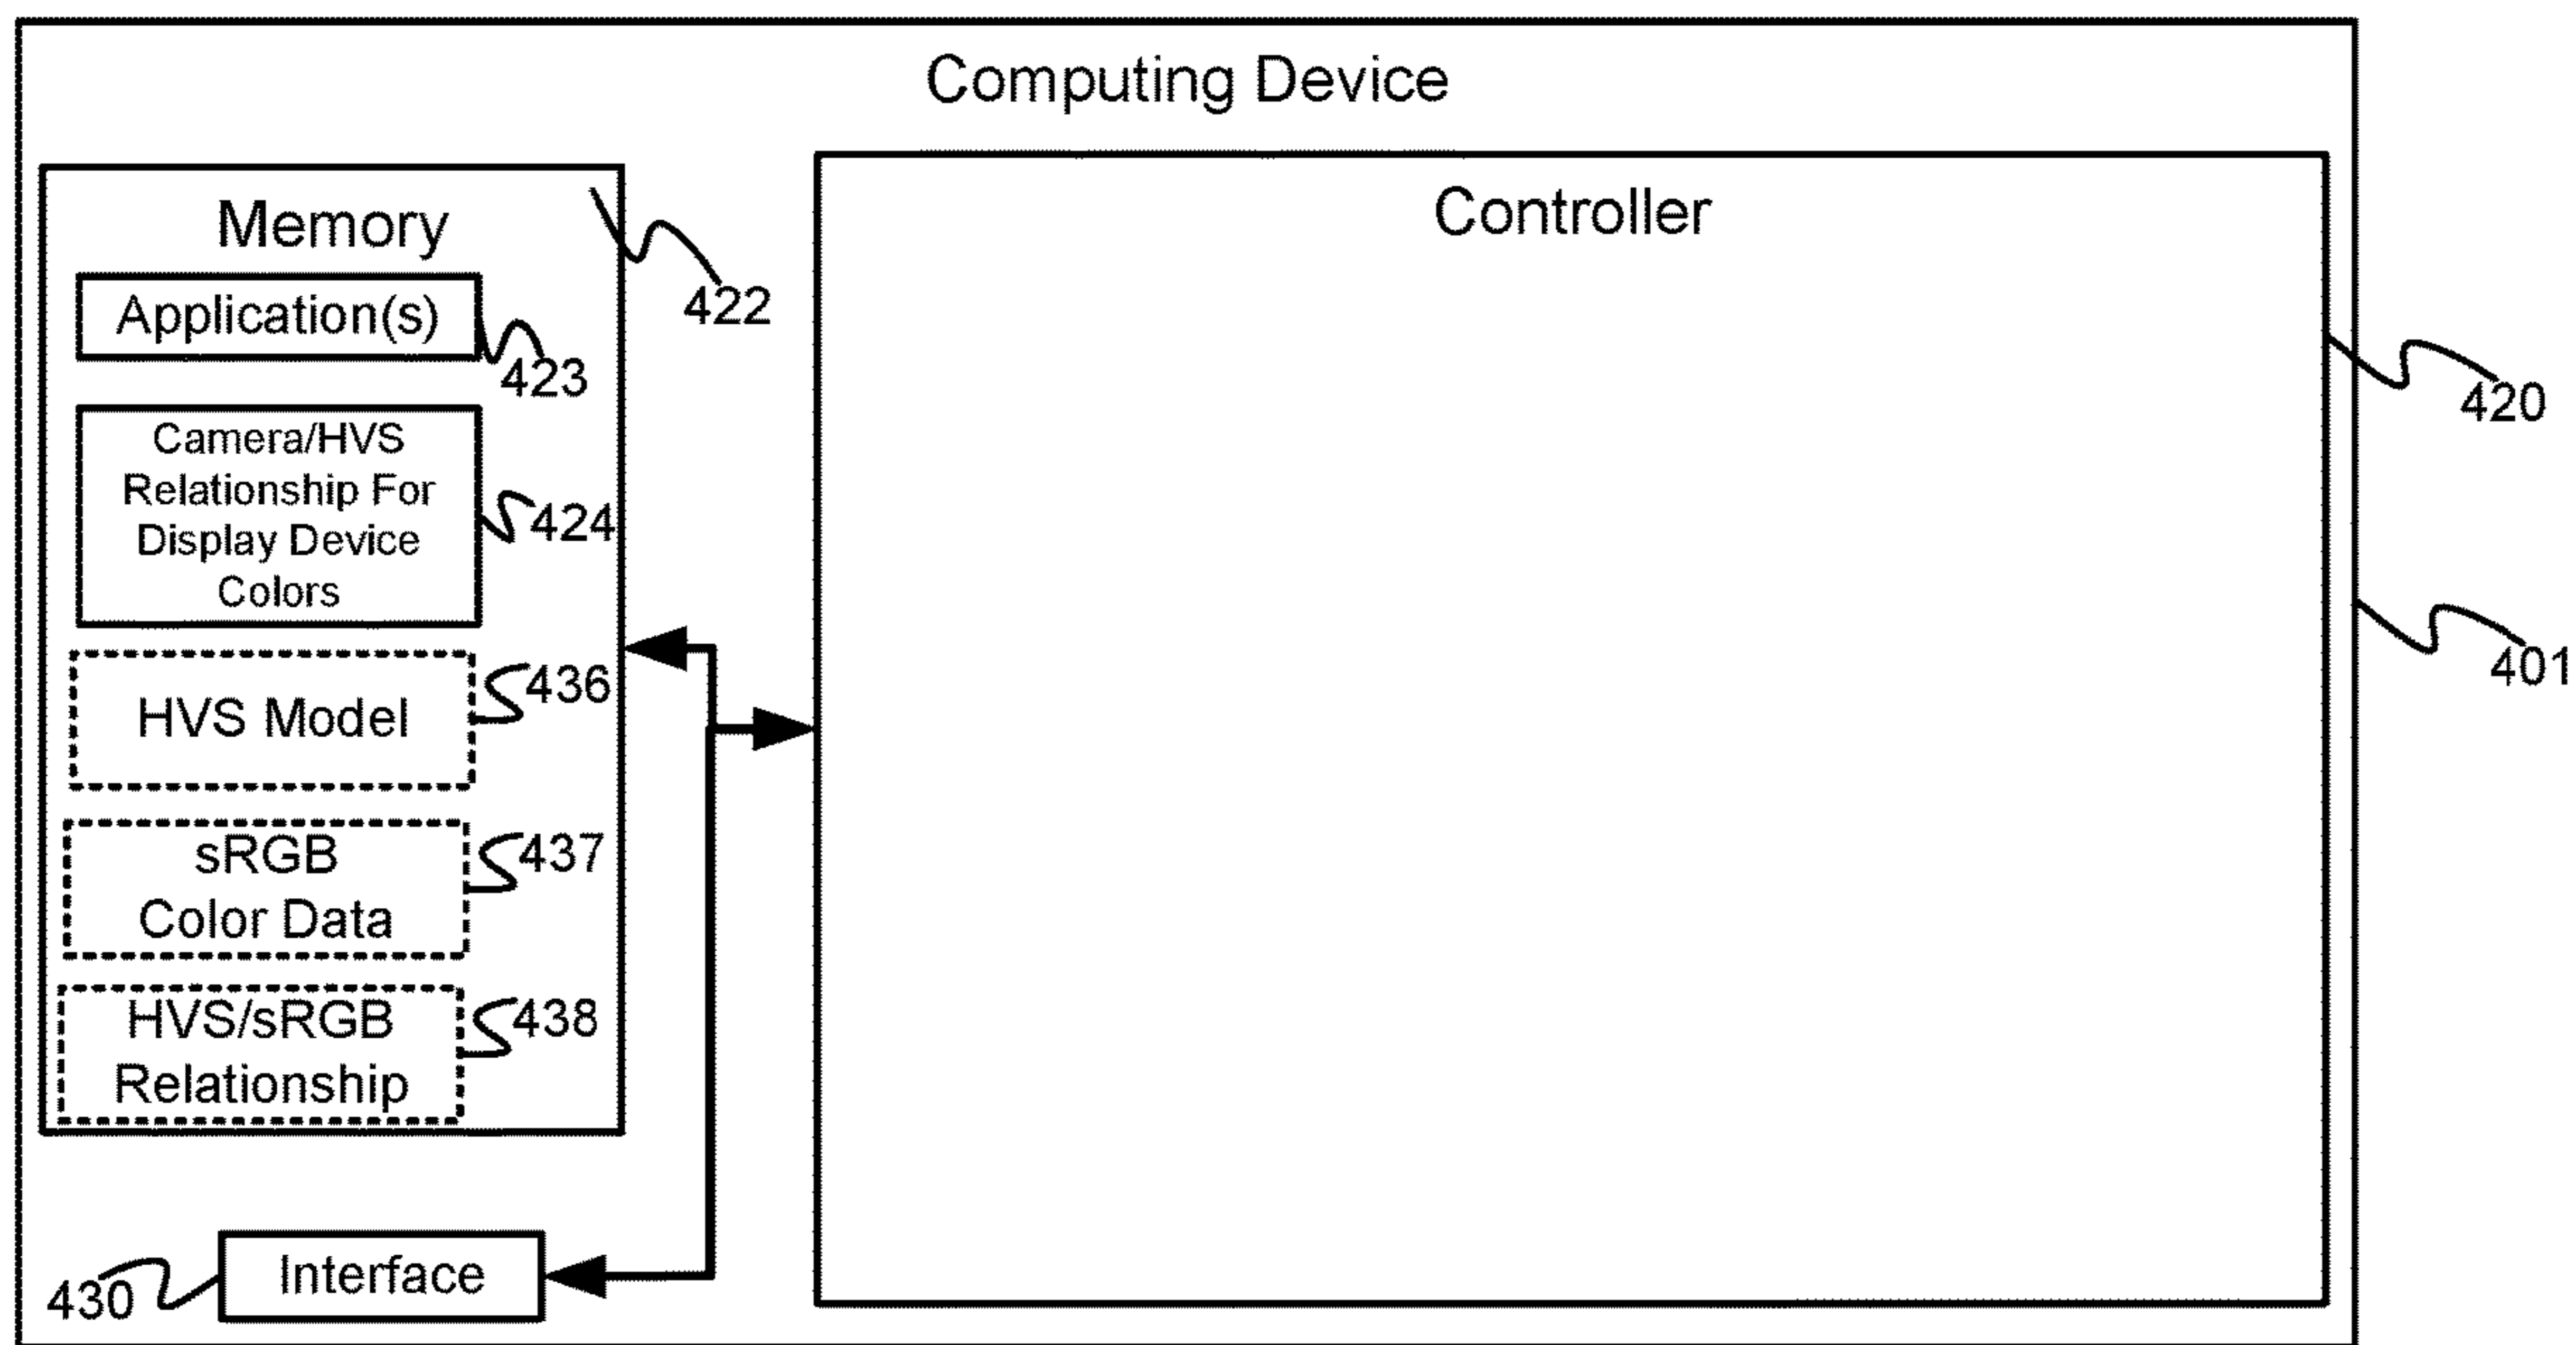 Computing Device
Memory
422
Application(s)
423
Camera/HVS
Relationship For
Display Device
Colors
424
HVS Model
436
sRGB
Color Data
437
HVS/sRGB
Relationship
438
Interface
430
Controller
420
401